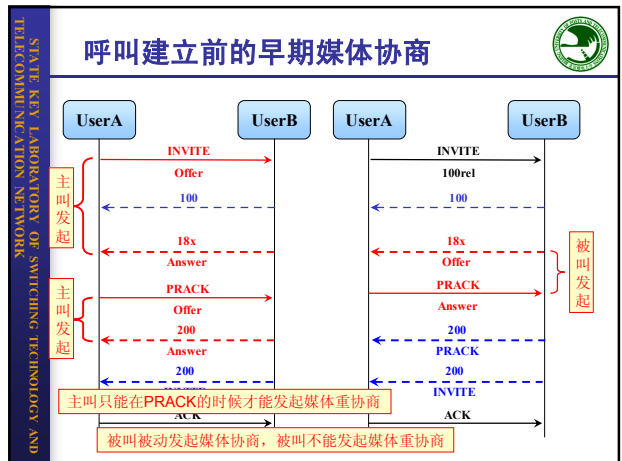 呼叫建立前的早期媒体协商
STATE KEY LABORATORY OF SWITCHING TECHNOLOGY AND
TELECOMMUNICATION NETWORK
UserA
UserB
INVITE
Offer
100
18x
Answer
PRACK
Offer
200
Answer
200
ACK
主叫发起
主叫发起
UserA
UserB
INVITE
100rel
100
18x
Offer
PRACK
Answer
200
PRACK
200
INVITE
ACK
被叫发起
主叫只能在PRACK的时候才能发起媒体重协商
被叫被动发起媒体协商，被叫不能发起媒体重协商